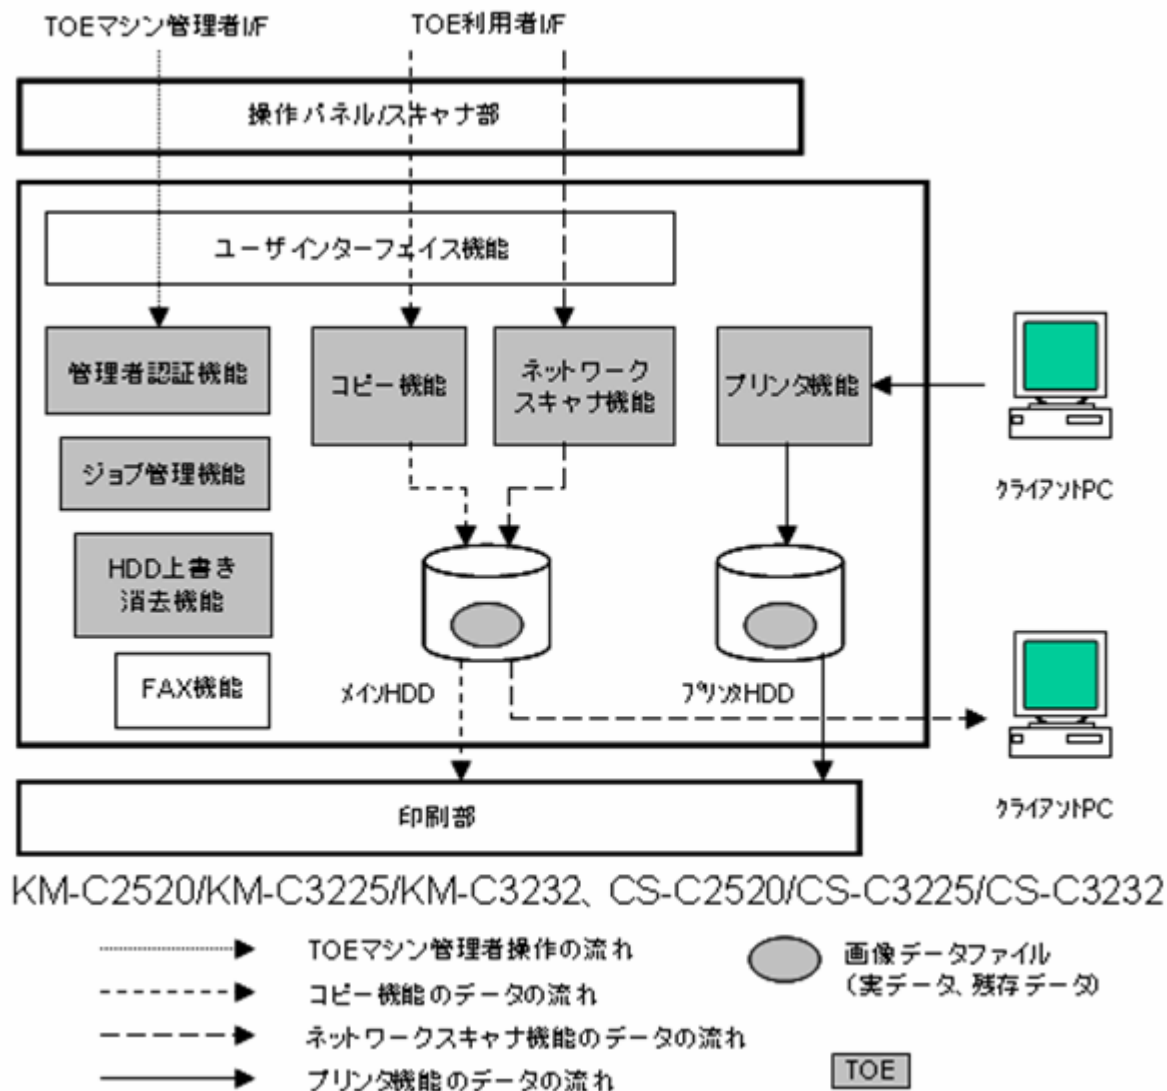 TOEマシン管理者I/F
TOE利用者I/F
操作パネル/スキャナ部
ユーザインターフェイス機能
管理者認証機能
コピー機能
ネットワーク
スキャナ機能
プリンタ機能
ジョブ管理機能
クライアントPC
HDD上書き
消去機能
FAX機能
メインHDD
プリンタHDD
クライアントPC
印刷部
KM-C2520/KM-C3225/KM-C3232、CS-C2520/CS-C3225/CS-C3232
TOEマシン管理者操作の流れ
コピー機能のデータの流れ
ネットワークスキャナ機能のデータの流れ
プリンタ機能のデータの流れ
画像データファイル
(実データ、残存データ)
TOE